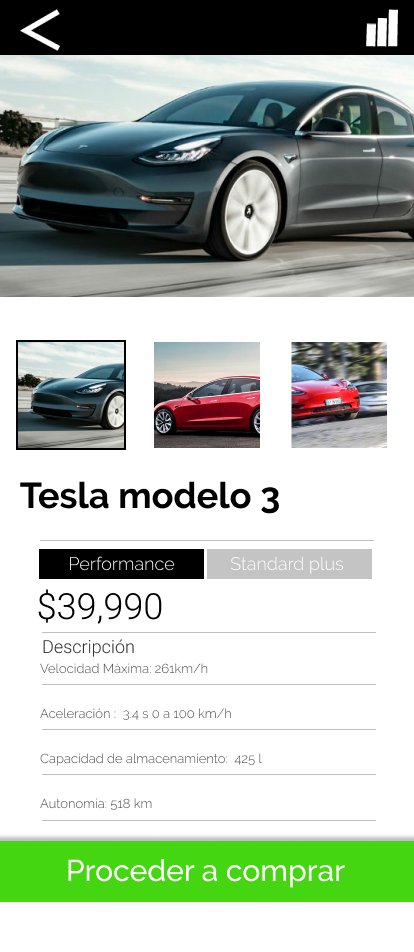 Tesla modelo 3
Performance
Standard plus
$39,990
Descripción
Velocidad Máxima: 261km/h
Aceleración :  3.4 s 0 a 100 km/h
Capacidad de almacenamiento:  425 l
Autonomía: 518 km
Proceder a comprar